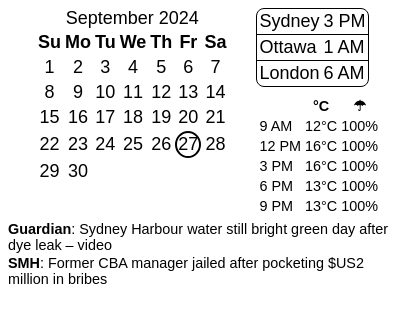 September 2024
Su Mo Tu We Th Fr Sa
1 2 3 4 5 6 7
8 9 10 11 12 13 14
15 16 17 18 19 20 21
22 23 24 25 26 27 28
29 30
Sydney 3 PM
Ottawa 1 AM
London 6 AM
°C ☂
9 AM 12°C 100%
12 PM 16°C 100%
3 PM 16°C 100%
6 PM 13°C 100%
9 PM 13°C 100%
Guardian: Sydney Harbour water still bright green day after
dye leak – video
SMH: Former CBA manager jailed after pocketing $US2
million in bribes